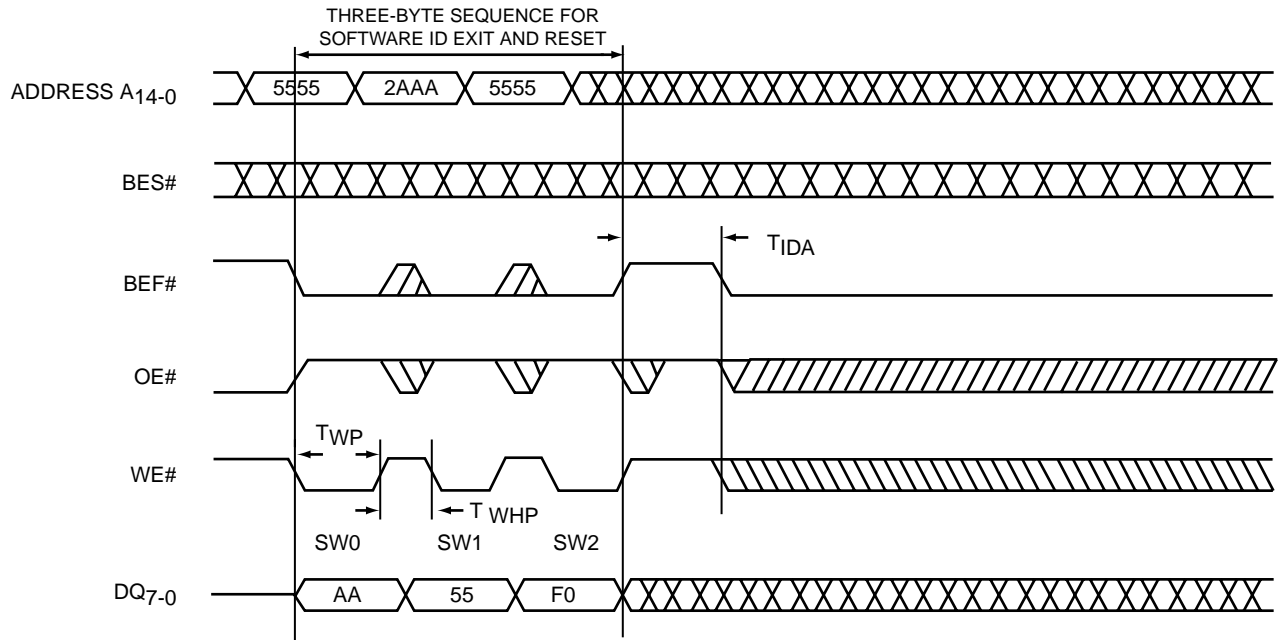 THREE-BYTE SEQUENCE FOR
SOFTWARE ID EXIT AND RESET
ADDRESS A14-0
5555
2AAA
5555
BES#
TIDA
BEF#
OE#
TWP
WE#
T WHP
SW0
SW1
SW2
DQ7-0
AA
55
F0